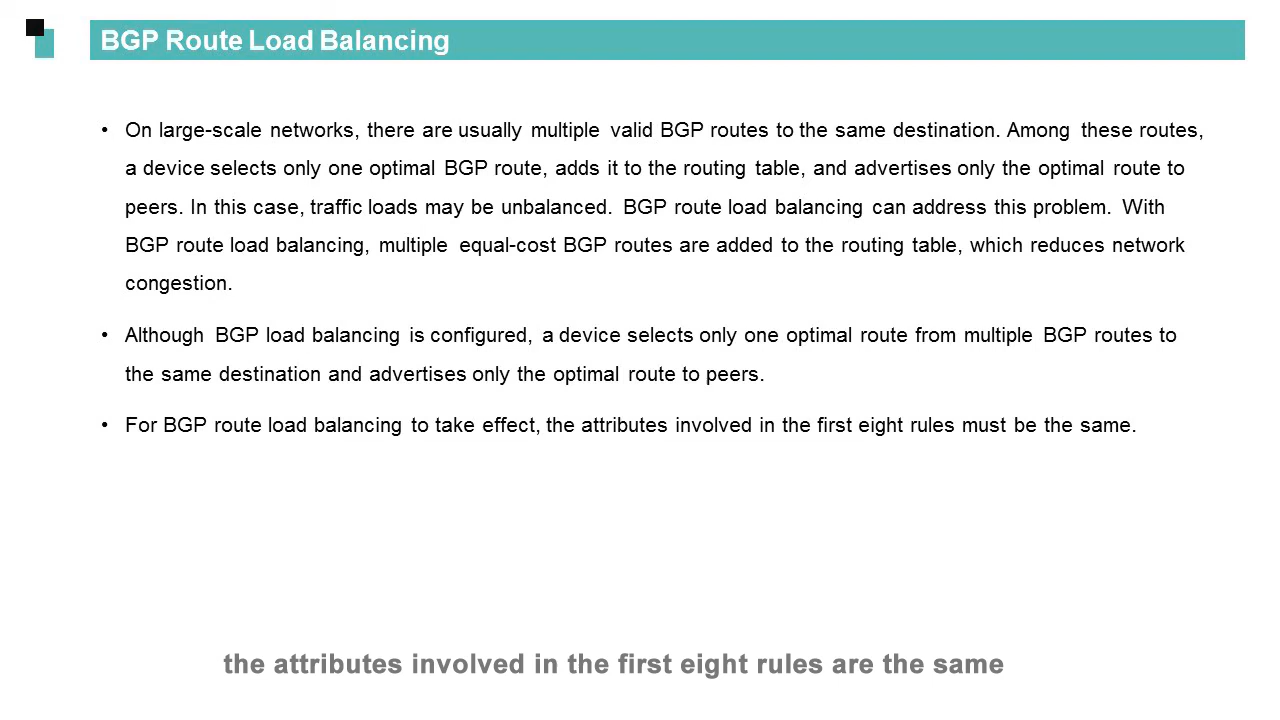 BGP Route Load Balancing
• On large-scale networks, there are usually multiple valid BGP routes to the same destination. Among these routes,
a device selects only one optimal BGP route, adds it to the routing table, and advertises only the optimal route to
peers. In this case, traffic loads may be unbalanced. BGP route load balancing can address this problem. With
BGP route load balancing, multiple equal-cost BGP routes are added to the routing table, which reduces network
congestion.
• Although BGP load balancing is configured, a device selects only one optimal route from multiple BGP routes to
the same destination and advertises only the optimal route to peers.
• For BGP route load balancing to take effect, the attributes involved in the first eight rules must be the same.
the attributes involved in the first eight rules are the same